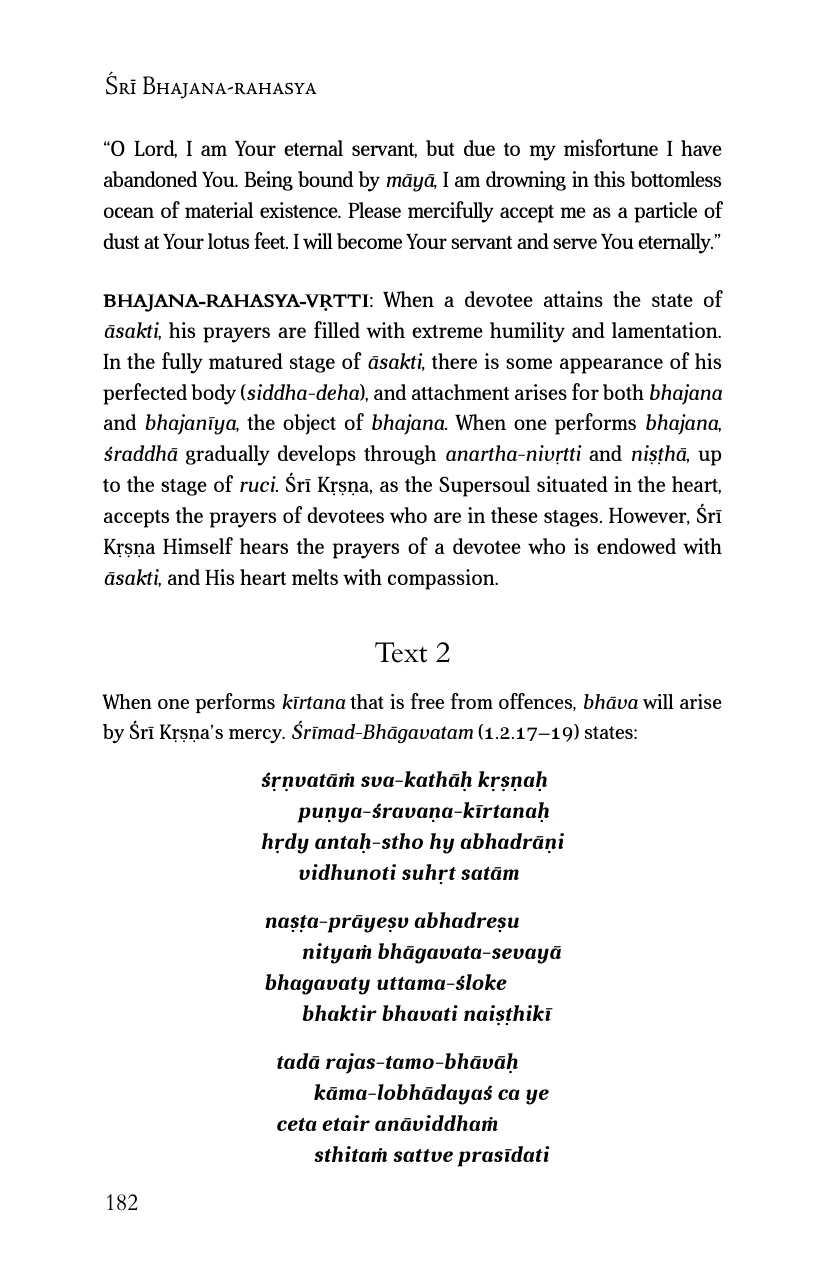 Śrī Bhajana-rahasya
“O Lord, I am Your eternal servant, but due to my misfortune I have
abandoned You. Being bound by māyā, I am drowning in this bottomless
ocean of material existence. Please mercifully accept me as a particle of
dust at Your lotus feet. I will become Your servant and serve You eternally.”
BHAJANA-RAHASYA-VṚTTI: When a devotee attains the state of
āsakti, his prayers are filled with extreme humility and lamentation.
In the fully matured stage of āsakti, there is some appearance of his
perfected body (siddha-deha), and attachment arises for both bhajana
and bhajanīya, the object of bhajana. When one performs bhajana,
śraddhā gradually develops through anartha-nivṛtti and niṣṭhā, up
to the stage of ruci. Śrī Kṛṣṇa, as the Supersoul situated in the heart,
accepts the prayers of devotees who are in these stages. However, Śrī
Kṛṣṇa Himself hears the prayers of a devotee who is endowed with
āsakti, and His heart melts with compassion.
Text 2
When one performs kīrtana that is free from offences, bhāva will arise
by Śrī Kṛṣṇa’s mercy. Śrīmad-Bhāgavatam (1.2.17–19) states:
śṛṇvatāṁ sva-kathāḥ kṛṣṇaḥ
puṇya-śravaṇa-kīrtanaḥ
hṛdy antaḥ-stho hy abhadrāṇi
vidhunoti suhṛt satām
naṣṭa-prāyeṣv abhadreṣu
nityaṁ bhāgavata-sevayā
bhagavaty uttama-śloke
bhaktir bhavati naiṣṭhikī
tadā rajas-tamo-bhāvāḥ
kāma-lobhādayaś ca ye
ceta etair anāviddhaṁ
sthitaṁ sattve prasīdati
182